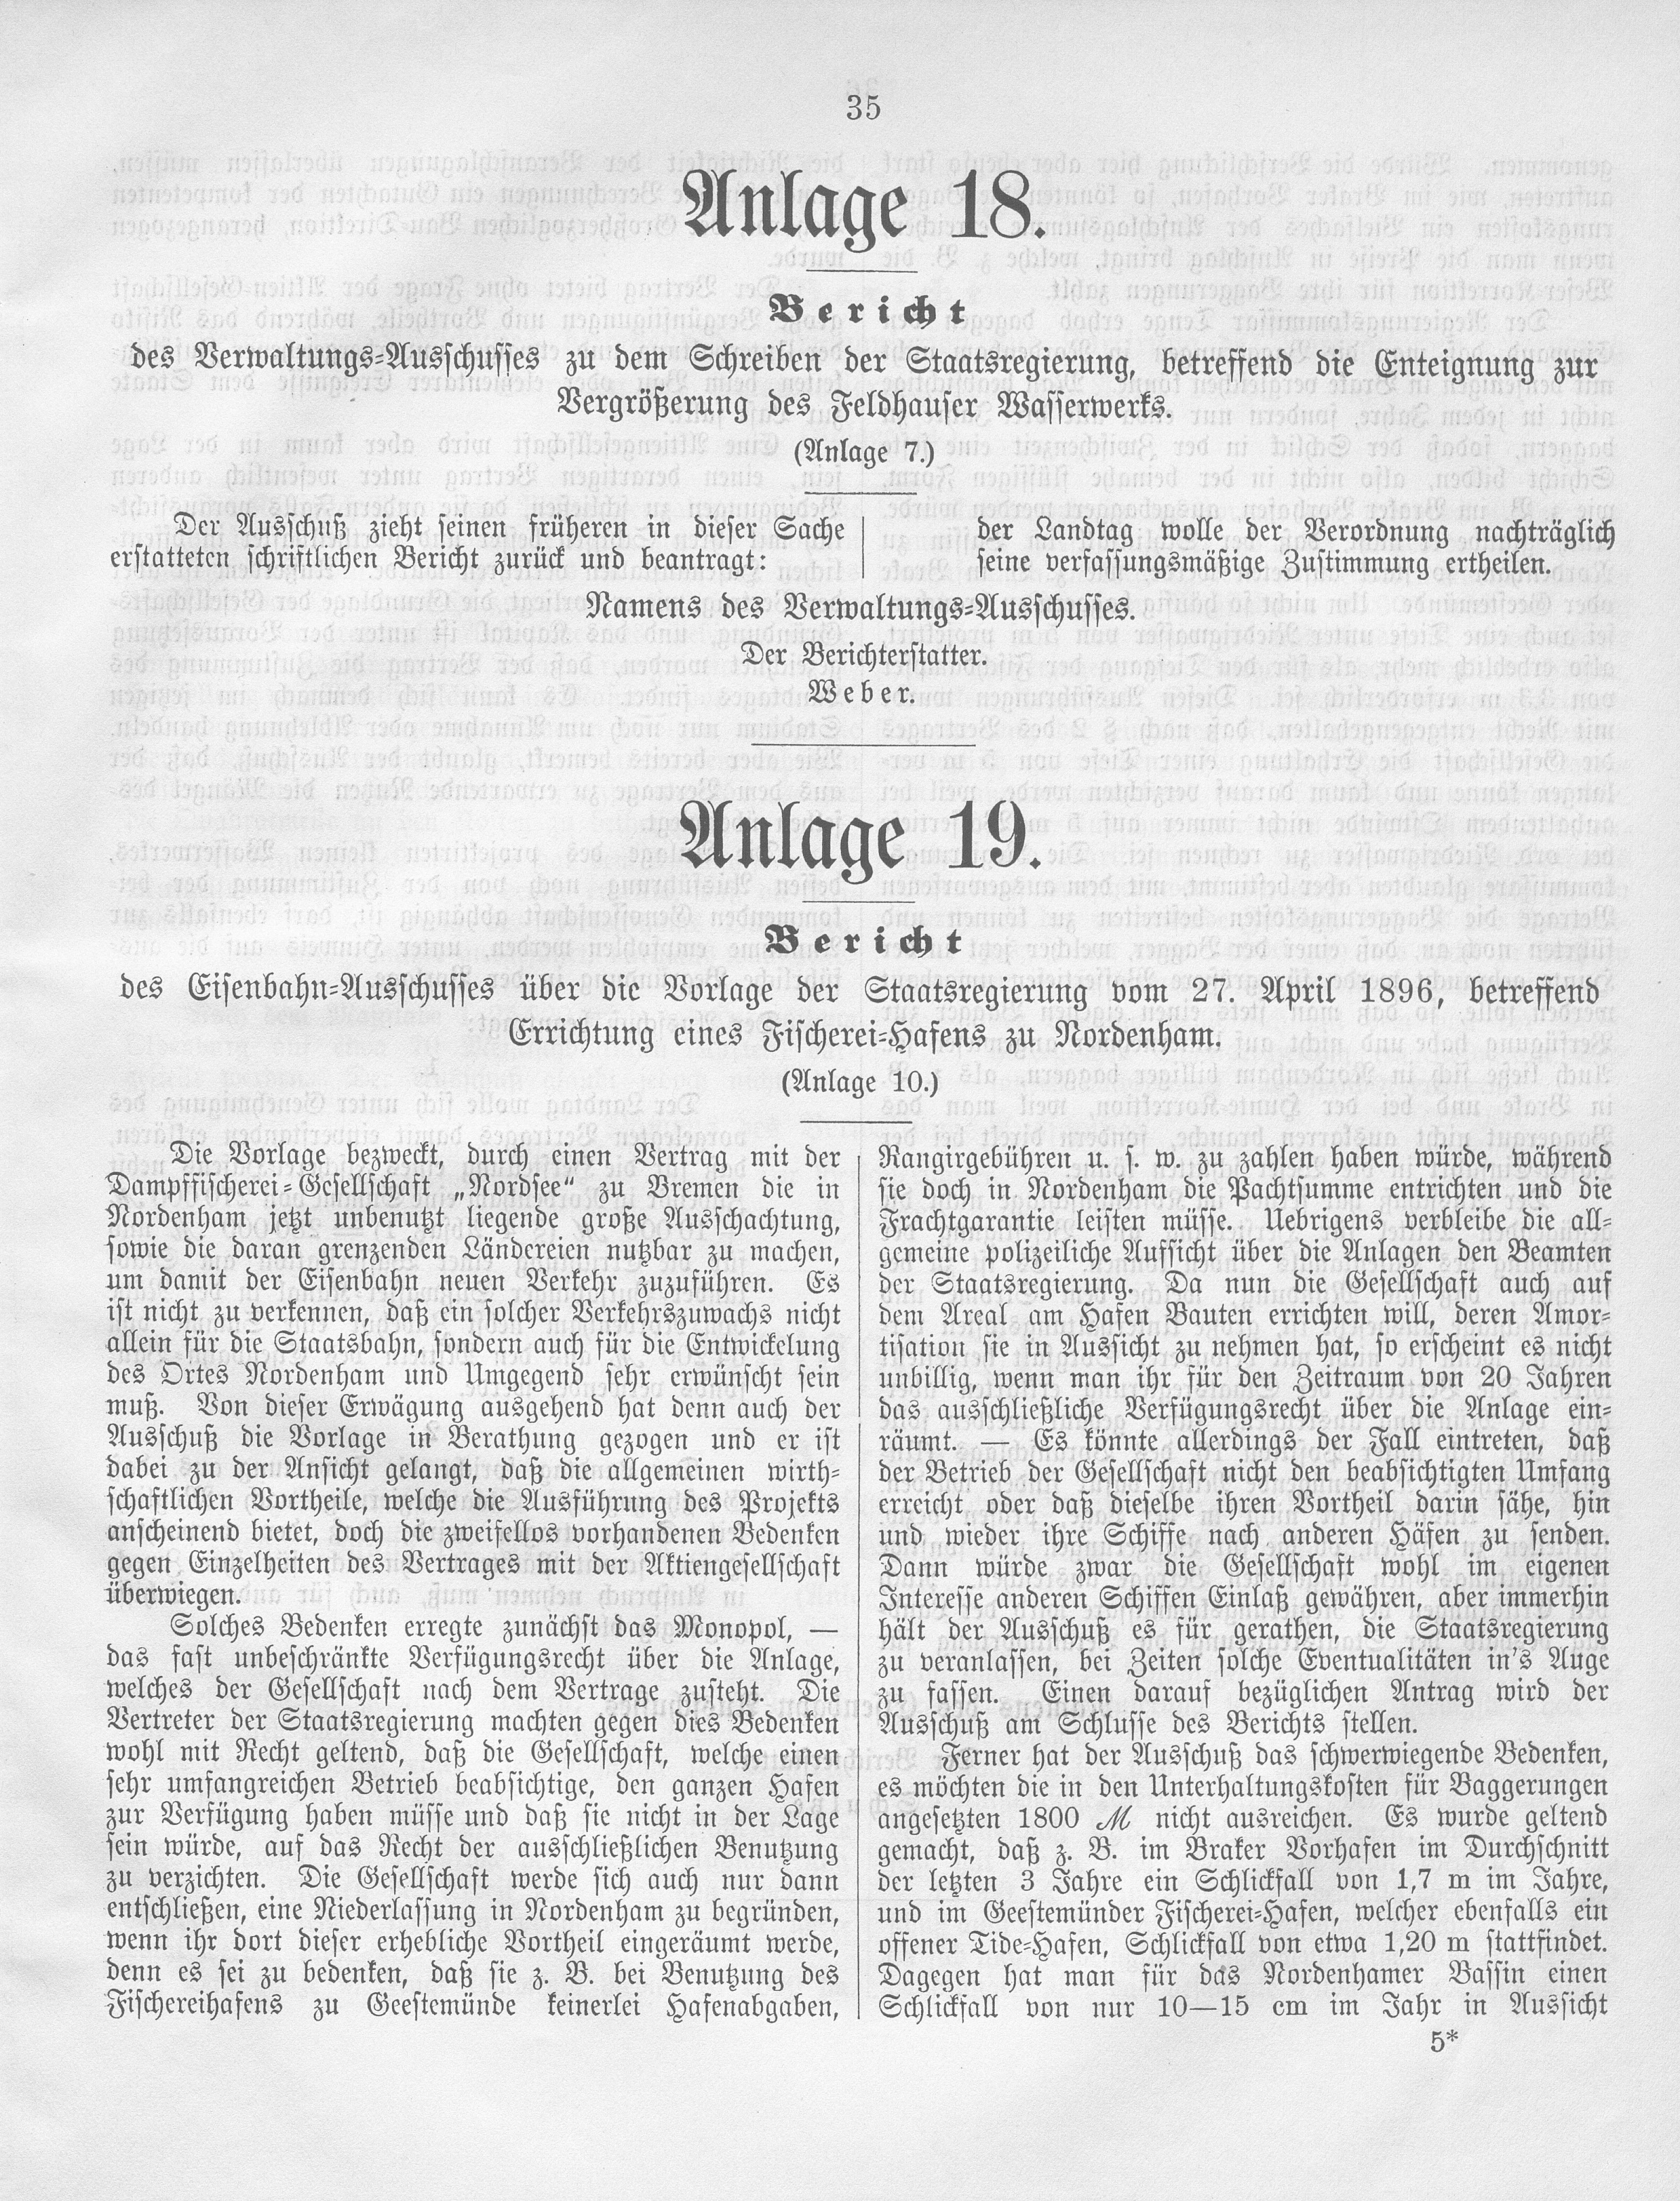 35
Anlage 18.
Bericht
des Verwaltungs-Ausschusses zu dem Schreiben der Staatsregierung, betreffend die Enteignung zur
Vergrößerung des Feldhauser Wasserwerks.
(Anlage 7.)
Der Ausschuß zieht seinen früheren in dieser Sache
erstatteten schriftlichen Bericht zurück und beantragt:
der Landtag wolle der Verordnung nachträglich
seine verfassungsmäßige Zustimmung ertheilen.
Namens des Verwaltungs-Ausschusses.
Der Berichterstatter.
Weber.
Anlage 19.
Bericht
des Eisenbahn-Ausschusses über die Vorlage der Staatsregierung vom 27. April 1896, betreffend
Errichtung eines Fischerei-Hafens zu Nordenham.
(Anlage 10.)
Die Vorlage bezweckt, durch einen Vertrag mit der
Dampffischerei-Gesellschaft „Nordsee“ zu Bremen die in
Nordenham jetzt unbenutzt liegende große Ausschachtung,
sowie die daran grenzenden Ländereien nutzbar zu machen,
um damit der Eisenbahn neuen Verkehr zuzuführen. Es
ist nicht zu verkennen, daß ein solcher Verkehrszuwachs nicht
allein für die Staatsbahn, sondern auch für die Entwickelung
des Ortes Nordenham und Umgegend sehr erwünscht sein
muß. Von dieser Erwägung ausgehend hat denn auch der
Ausschuß die Vorlage in Berathung gezogen und er ist
dabei zu der Ansicht gelangt, daß die allgemeinen wirth-
schaftlichen Vortheile, welche die Ausführung des Projekts
anscheinend bietet, doch die zweifellos vorhandenen Bedenken
gegen Einzelheiten des Vertrages mit der Aktiengesellschaft
überwiegen.
Solches Bedenken erregte zunächst das Monopol, —
das fast unbeschränkte Verfügungsrecht über die Anlage,
welches der Gesellschaft nach dem Vertrage zusteht. Die
Vertreter der Staatsregierung machten gegen dies Bedenken
wohl mit Recht geltend, daß die Gesellschaft, welche einen
sehr umfangreichen Betrieb beabsichtige, den ganzen Hafen
zur Verfügung haben müsse und daß sie nicht in der Lage
sein würde, auf das Recht der ausschließlichen Benutzung
zu verzichten. Die Gesellschaft werde sich auch nur dann
entschließen, eine Niederlassung in Nordenham zu begründen,
wenn ihr dort dieser erhebliche Vortheil eingeräumt werde,
denn es sei zu bedenken, daß sie z. B. bei Benutzung des
Fischereihafens zu Geestemünde keinerlei Hafenabgaben,
Rangirgebühren u. s. w. zu zahlen haben würde, während
sie doch in Nordenham die Pachtsumme entrichten und die
Frachtgarantie leisten müsse. Uebrigens verbleibe die all-
gemeine polizeiliche Aufsicht über die Anlagen den Beamten
der Staatsregierung. Da nun die Gesellschaft auch auf
dem Areal am Hafen Bauten errichten will, deren Amor-
tisation sie in Aussicht zu nehmen hat, so erscheint es nicht
unbillig, wenn man ihr für den Zeitraum von 20 Jahren
das ausschließliche Verfügungsrecht über die Anlage ein-
räumt. — Es könnte allerdings der Fall eintreten, daß
der Betrieb der Gesellschaft nicht den beabsichtigten Umfang
erreicht oder daß dieselbe ihren Vortheil darin sähe, hin
und wieder ihre Schiffe nach anderen Häfen zu senden.
Dann würde zwar die Gesellschaft wohl im eigenen
Interesse anderen Schiffen Einlaß gewähren, aber immerhin
hält der Ausschuß es für gerathen, die Staatsregierung
zu veranlassen, bei Zeiten solche Eventualitäten in's Auge
zu fassen. Einen darauf bezüglichen Antrag wird der
Ausschuß am Schlusse des Berichts stellen.
Ferner hat der Ausschuß das schwerwiegende Bedenken,
es möchten die in den Unterhaltungskosten für Baggerungen
angesetzten 1800 ℳ nicht ausreichen. Es wurde geltend
gemacht, daß z. B. im Braker Vorhafen im Durchschnitt
der letzten 3 Jahre ein Schlickfall von 1,7 m im Jahre,
und im Geestemünder Fischerei-Hafen, welcher ebenfalls ein
offener Tide-Hafen, Schlickfall von etwa 1,20 m stattfindet.
Dagegen hat man für das Nordenhamer Bassin einen
Schlickfall von nur 10—15 cm im Jahr in Aussicht
5*